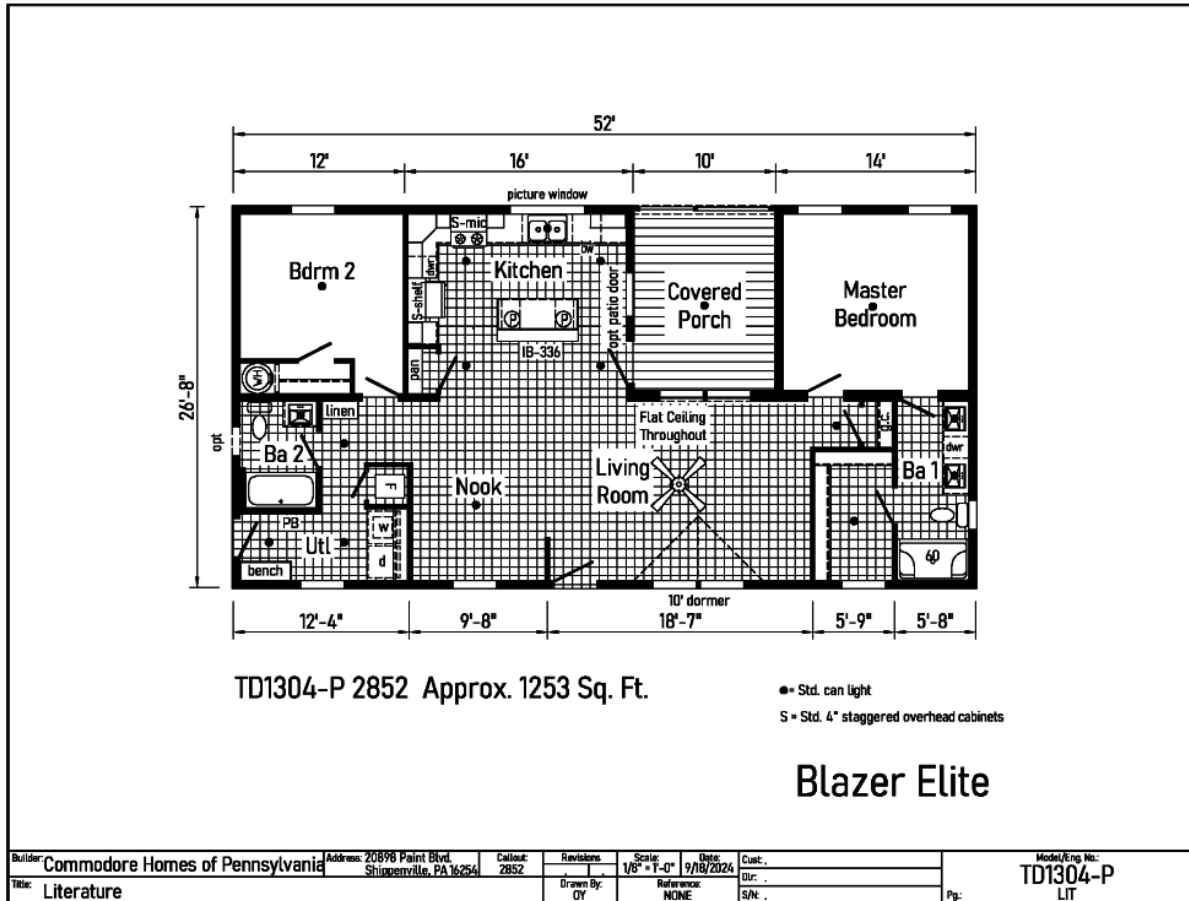 52'
12'
16'
10'
14'
picture window
S-mic
Bdrm 2
dwr
Kitchen
DW
S-shelf
opt patio door
Covered
Porch
Master
Bedroom
P
P
IB-336
pan
26'-8"
WH
linen
Flat Ceiling
Throughout
g.c.
opt
Ba 2
Living
Room
Ba 1
dwr
F
Nook
PB
Utl
w
d
bench
60
10' dormer
12'-4"
9'-8"
18'-7"
5'-9"
5'-8"
TD1304-P 2852 Approx. 1253 Sq. Ft.
●= Std. can light
S = Std. 4" staggered overhead cabinets
Blazer Elite
Builder: Commodore Homes of Pennsylvania
Address: 20898 Paint Blvd.
Shippenville, PA 16254
Callout:
2852
Revisions
Scale:
1/8" = 1'-0"
Date:
9/18/2024
Cust: .
Dlr: .
S/N: .
Model/Eng. No.:
TD1304-P
Title: Literature
Drawn By:
OY
Reference:
NONE
Pg.: LIT